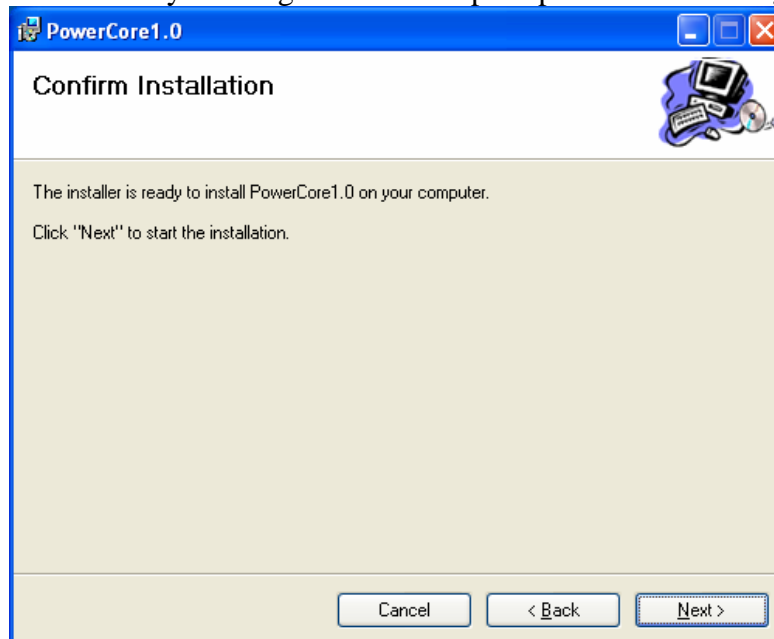 PowerCore1.0
Confirm Installation
The installer is ready to install PowerCore1.0 on your computer.
Click "Next" to start the installation.
Cancel
< Back
Next >